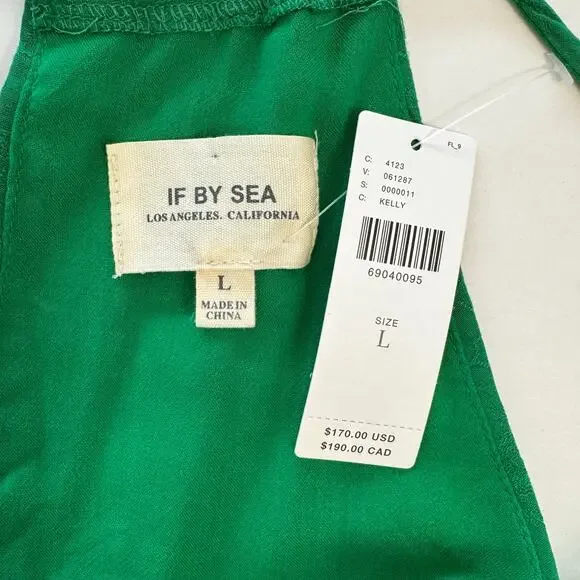 IF BY SEA
LOS ANGELES. CALIFORNIA
L
MADE IN
CHINA
FL_9
C: 4123
V: 061287
S: 0000011
C: KELLY
69040095
SIZE
L
$170.00 USD
$190.00 CAD